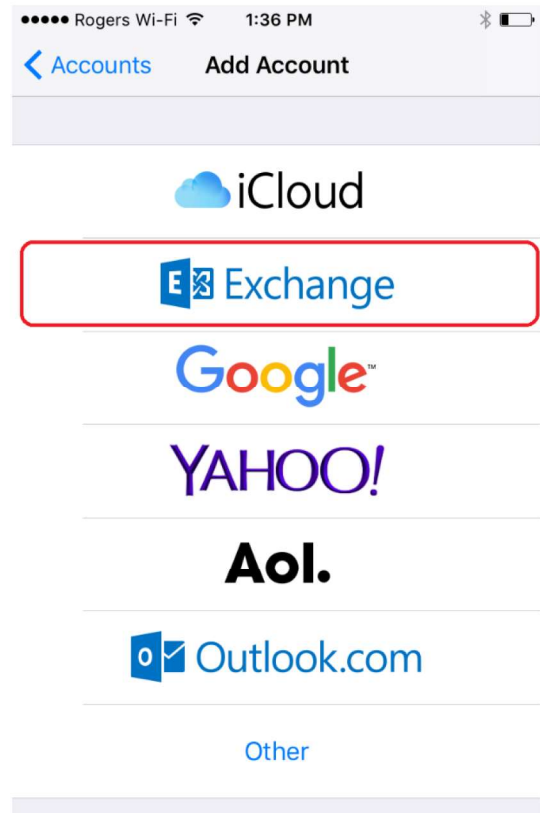 Rogers Wi-Fi 1:36 PM
Accounts Add Account
iCloud
E Exchange
Google™
YAHOO!
Aol.
o Outlook.com
Other